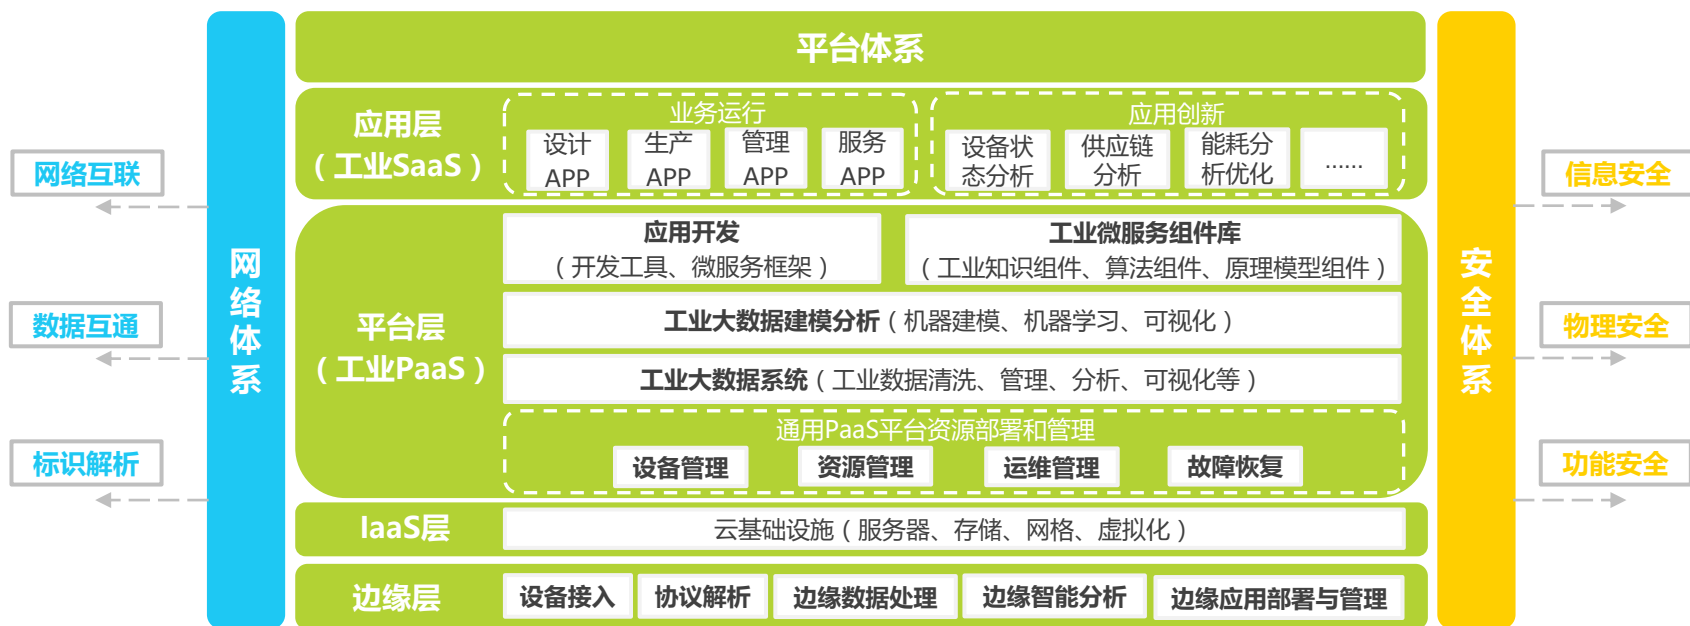 平台体系
网络互联
数据互通
标识解析
网络体系
应用层
（工业SaaS）
业务运行
设计
APP
生产
APP
管理
APP
服务
APP
应用创新
设备状
态分析
供应链
分析
能耗分
析优化
......
平台层
（工业PaaS）
应用开发
（开发工具、微服务框架）
工业微服务组件库
（工业知识组件、算法组件、原理模型组件）
工业大数据建模分析（机器建模、机器学习、可视化）
工业大数据系统（工业数据清洗、管理、分析、可视化等）
通用PaaS平台资源部署和管理
设备管理
资源管理
运维管理
故障恢复
IaaS层
云基础设施（服务器、存储、网格、虚拟化）
边缘层
设备接入
协议解析
边缘数据处理
边缘智能分析
边缘应用部署与管理
安全体系
信息安全
物理安全
功能安全